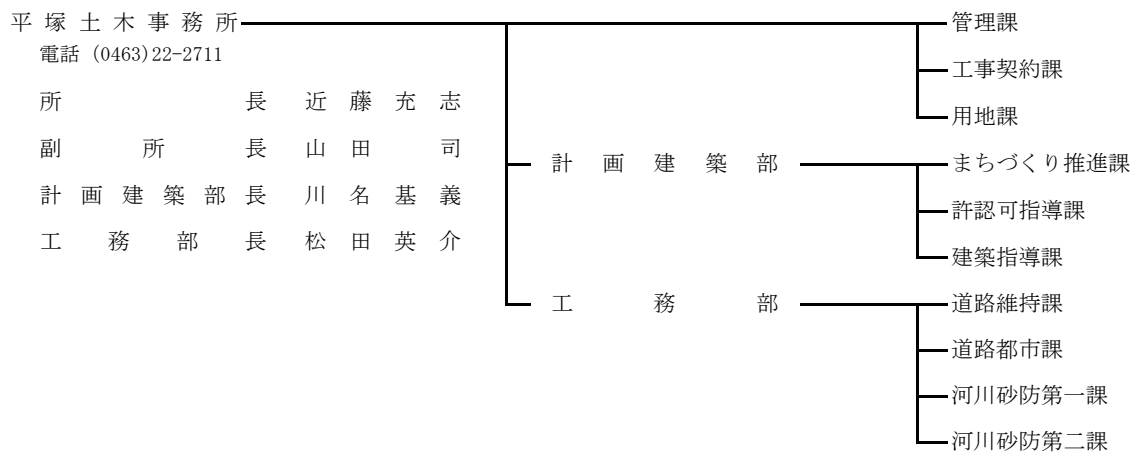 平塚土木事務所 管理課
電話 (0463)22-2711
工事契約課
所長 近藤充志
用地課
副所長 山田司
計画建築部 まちづくり推進課
計画建築部長 川名基義
許認可指導課
工務部長 松田英介
建築指導課
工務部 道路維持課
道路都市課
河川砂防第一課
河川砂防第二課